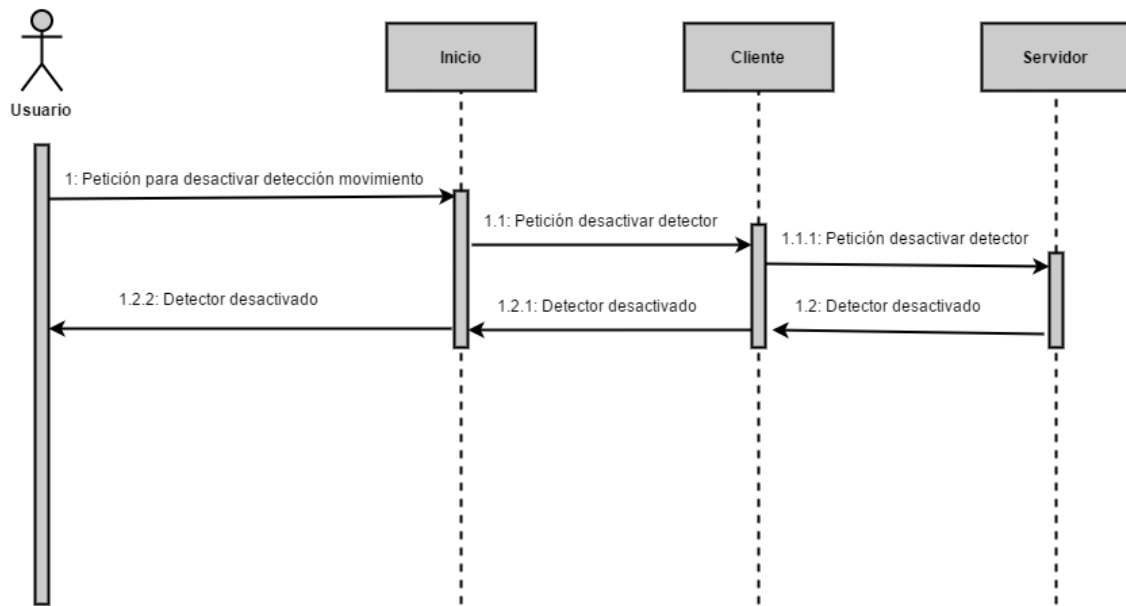 Usuario
Inicio
Cliente
Servidor
1: Petición para desactivar detección movimiento
1.1: Petición desactivar detector
1.1.1: Petición desactivar detector
1.2.2: Detector desactivado
1.2.1: Detector desactivado
1.2: Detector desactivado